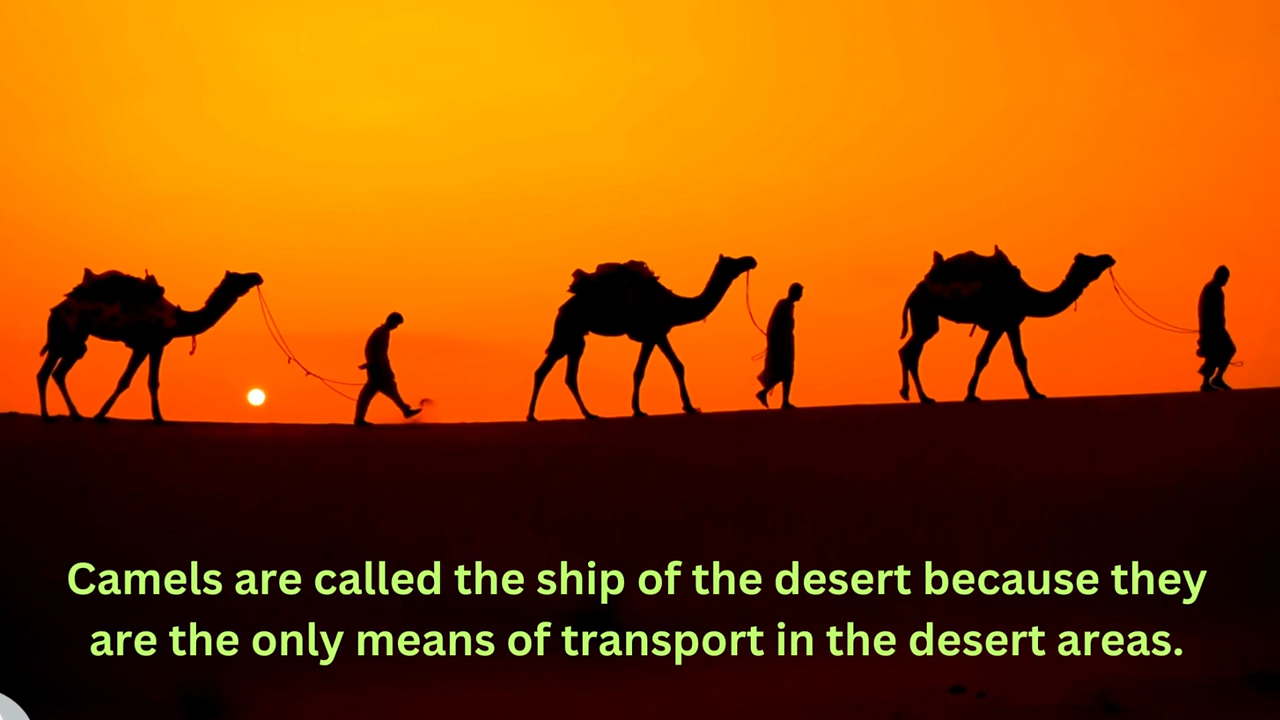 Camels are called the ship of the desert because they
are the only means of transport in the desert areas.